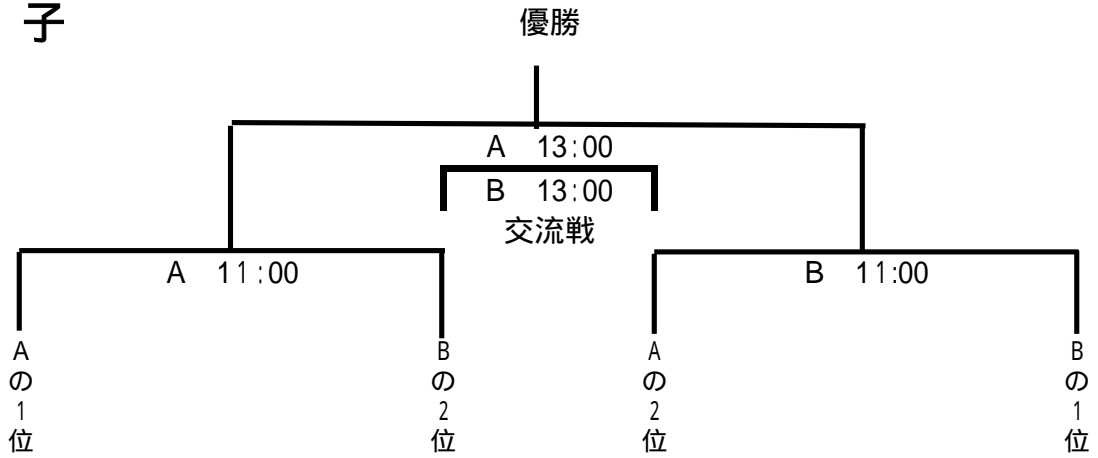 子
優勝
A 13:00
B 13:00
交流戦
A 11:00
B 11:00
Aの1位
Bの2位
Aの2位
Bの1位